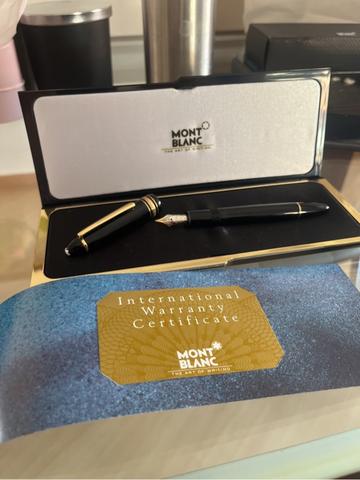 MONT
BLANC
THE ART OF WRITING
International
Warranty
Certificate
MONT
BLANC
THE ART OF WRITING